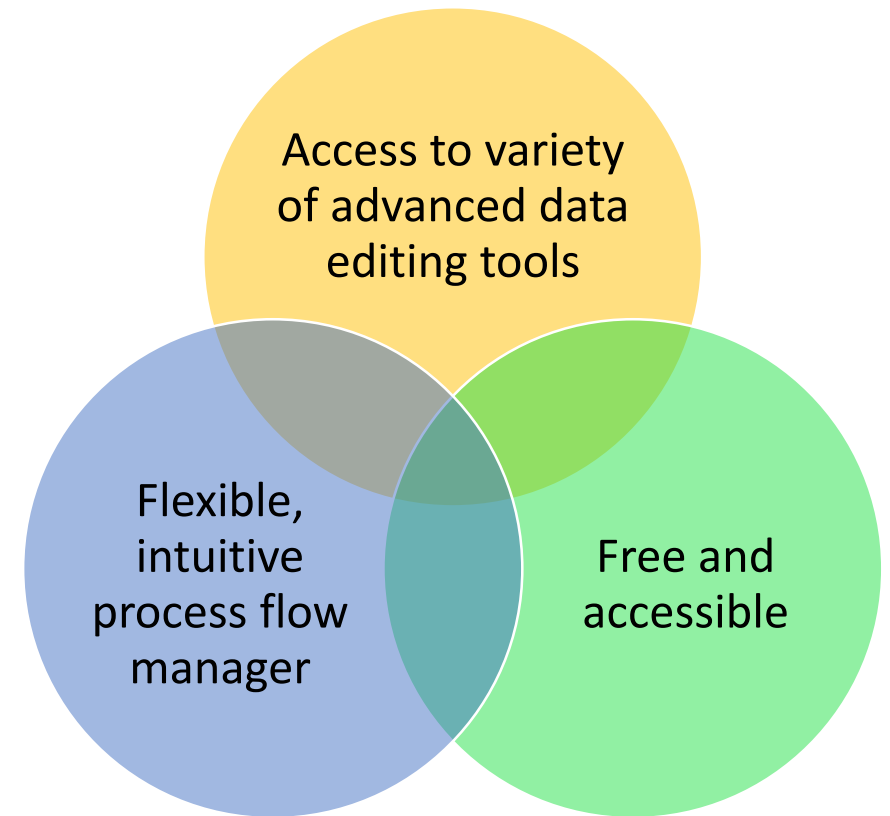 Access to variety
of advanced data
editing tools
Flexible,
intuitive
process flow
manager
Free and
accessible